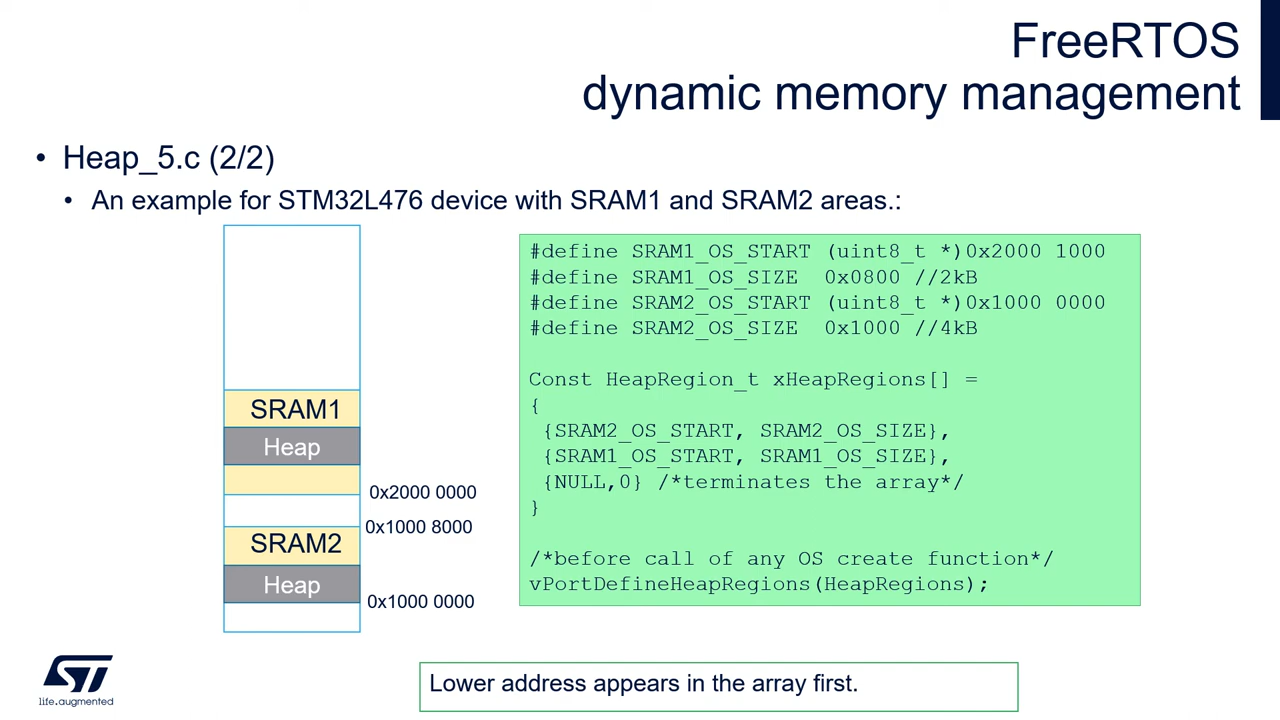 FreeRTOS
dynamic memory management
• Heap_5.c (2/2)
• An example for STM32L476 device with SRAM1 and SRAM2 areas.:
SRAM1
Heap
0x2000 0000
0x1000 8000
SRAM2
Heap
0x1000 0000
#define SRAM1_OS_START (uint8_t *)0x2000 1000
#define SRAM1_OS_SIZE 0x0800 //2kB
#define SRAM2_OS_START (uint8_t *)0x1000 0000
#define SRAM2_OS_SIZE 0x1000 //4kB
Const HeapRegion_t xHeapRegions[] =
{
{SRAM2_OS_START, SRAM2_OS_SIZE},
{SRAM1_OS_START, SRAM1_OS_SIZE},
{NULL,0} /*terminates the array*/
}
/*before call of any OS create function*/
vPortDefineHeapRegions(HeapRegions);
Lower address appears in the array first.
ST
life.augmented